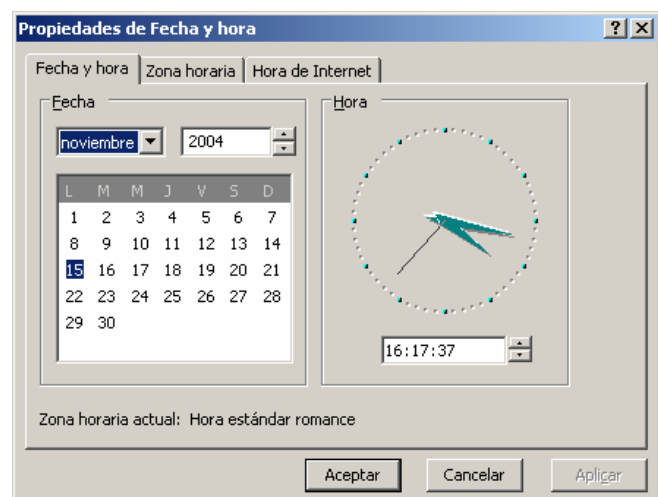 Propiedades de Fecha y hora
Fecha y hora Zona horaria Hora de Internet
Fecha
noviembre 2004
L M M J V S D
1 2 3 4 5 6 7
8 9 10 11 12 13 14
15 16 17 18 19 20 21
22 23 24 25 26 27 28
29 30
Hora
16:17:37
Zona horaria actual: Hora estándar romance
Aceptar Cancelar Aplicar